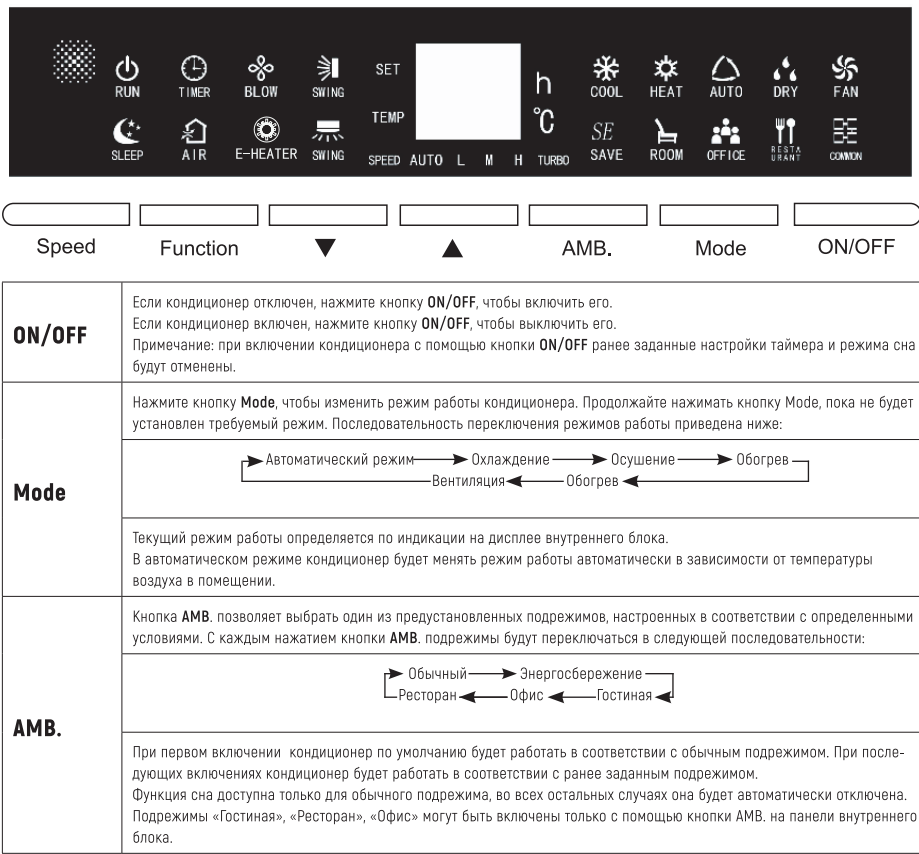 RUN TIMER BLOW SWING SET h COOL HEAT AUTO DRY FAN
TEMP °C
SLEEP AIR E-HEATER SWING SE SAVE ROOM OFFICE RESTAURANT COMMON
SPEED AUTO L M H TURBO
Speed Function ▼ ▲ AMB. Mode ON/OFF
ON/OFF
Если кондиционер отключен, нажмите кнопку ON/OFF, чтобы включить его.
Если кондиционер включен, нажмите кнопку ON/OFF, чтобы выключить его.
Примечание: при включении кондиционера с помощью кнопки ON/OFF ранее заданные настройки таймера и режима сна
будут отменены.
Mode
Нажмите кнопку Mode, чтобы изменить режим работы кондиционера. Продолжайте нажимать кнопку Mode, пока не будет
установлен требуемый режим. Последовательность переключения режимов работы приведена ниже:
Автоматический режим Охлаждение Осушение Обогрев
Вентиляция Обогрев
Текущий режим работы определяется по индикации на дисплее внутреннего блока.
В автоматическом режиме кондиционер будет менять режим работы автоматически в зависимости от температуры
воздуха в помещении.
AMB.
Кнопка AMB. позволяет выбрать один из предустановленных подрежимов, настроенных в соответствии с определенными
условиями. С каждым нажатием кнопки AMB. подрежимы будут переключаться в следующей последовательности:
Обычный Энергосбережение
Ресторан Офис Гостиная
При первом включении кондиционер по умолчанию будет работать в соответствии с обычным подрежимом. При после-
дующих включениях кондиционер будет работать в соответствии с ранее заданным подрежимом.
Функция сна доступна только для обычного подрежима, во всех остальных случаях она будет автоматически отключена.
Подрежимы «Гостиная», «Ресторан», «Офис» могут быть включены только с помощью кнопки AMB. на панели внутреннего
блока.